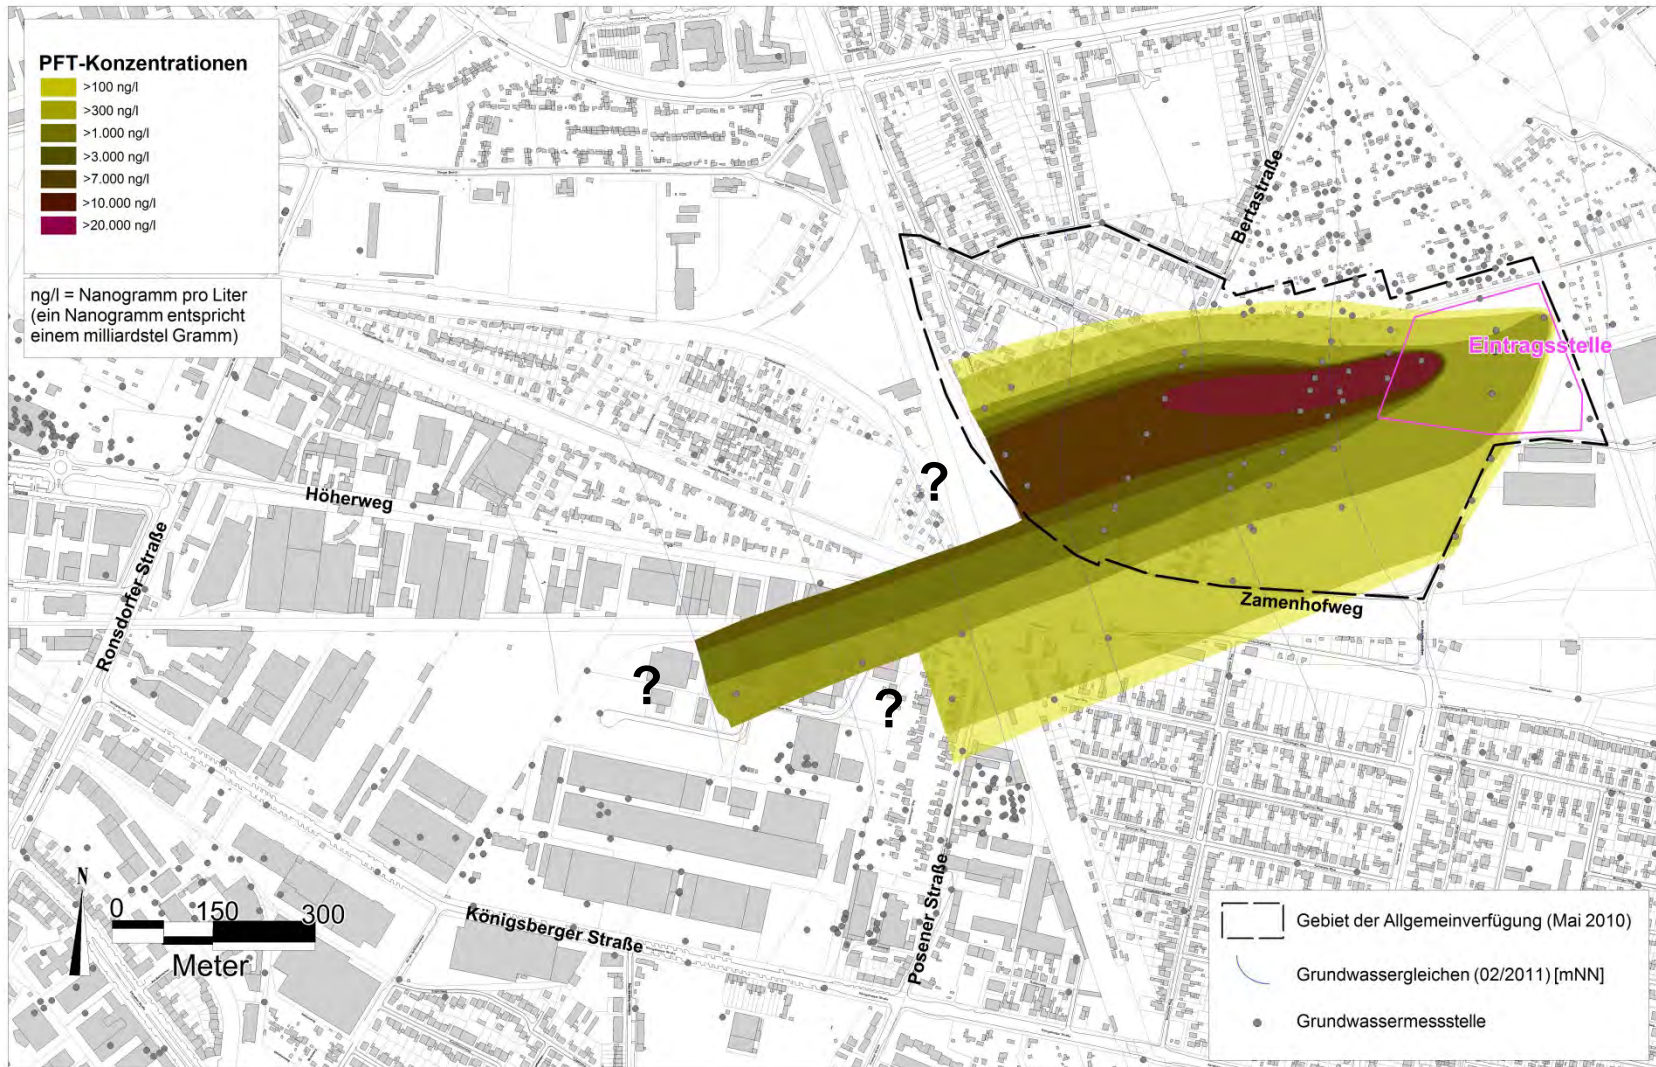 PFT-Konzentrationen
>100 ng/l
>300 ng/l
>1.000 ng/l
>3.000 ng/l
>7.000 ng/l
>10.000 ng/l
>20.000 ng/l
ng/l = Nanogramm pro Liter
(ein Nanogramm entspricht
einem milliardstel Gramm)
Bertastraße
Eintragsstelle
?
Höherweg
Ronsdorfer Straße
Zamenhofweg
?
?
N
0 150 300
Meter
Königsberger Straße
Posener Straße
Gebiet der Allgemeinverfügung (Mai 2010)
Grundwassergleichen (02/2011) [mNN]
Grundwassermessstelle